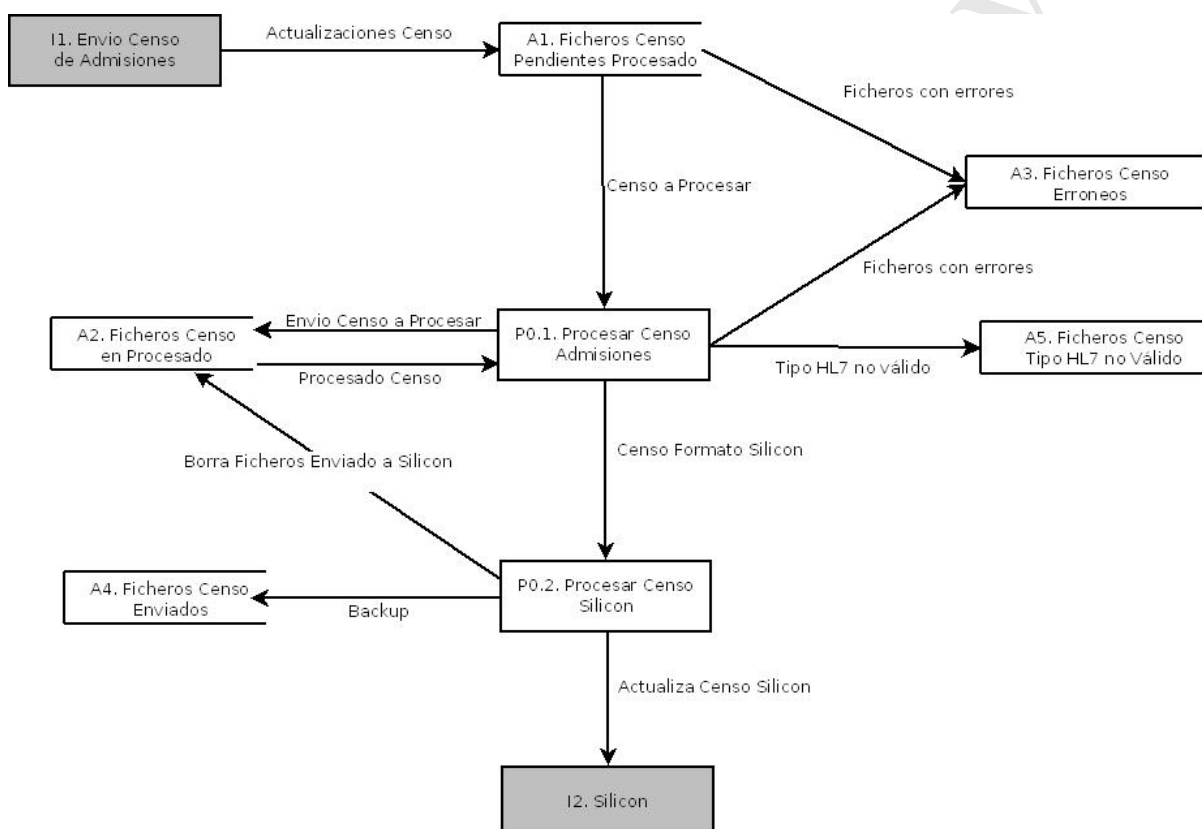 I1. Envio Censo
de Admisiones
Actualizaciones Censo
A1. Ficheros Censo
Pendientes Procesado
Ficheros con errores
A3. Ficheros Censo
Erroneos
Censo a Procesar
Ficheros con errores
A2. Ficheros Censo
en Procesado
Envio Censo a Procesar
Procesado Censo
P0.1. Procesar Censo
Admisiones
Tipo HL7 no válido
A5. Ficheros Censo
Tipo HL7 no Válido
Borra Ficheros Enviado a Silicon
Censo Formato Silicon
A4. Ficheros Censo
Enviados
Backup
P0.2. Procesar Censo
Silicon
Actualiza Censo Silicon
I2. Silicon